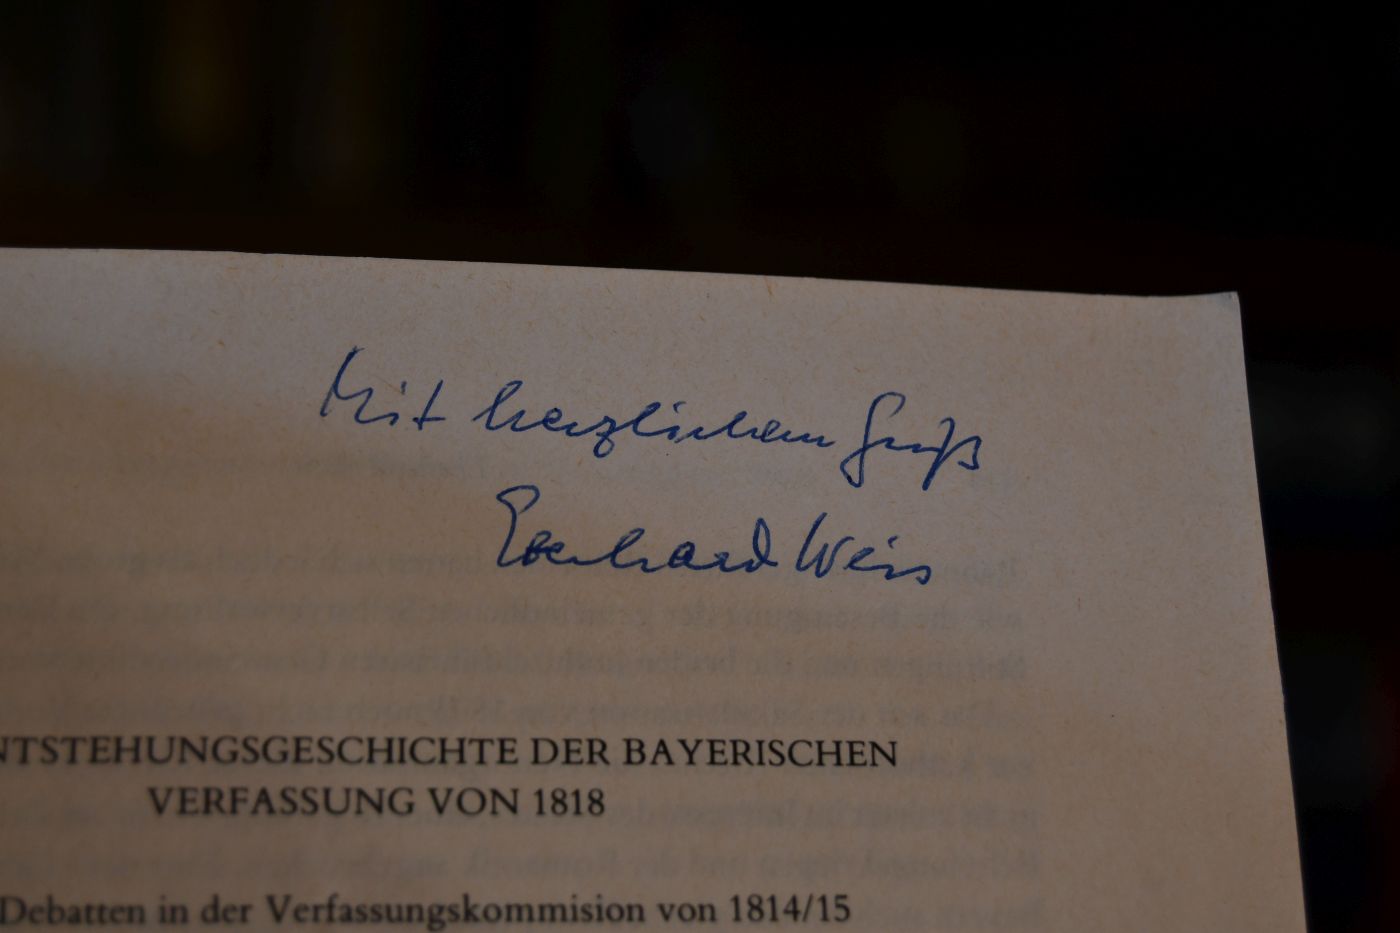 Mit herzlichem Gruß
Eberhard Weis
NTSTEHUNGSGESCHICHTE DER BAYERISCHEN
VERFASSUNG VON 1818
Debatten in der Verfassungskommision von 1814/15